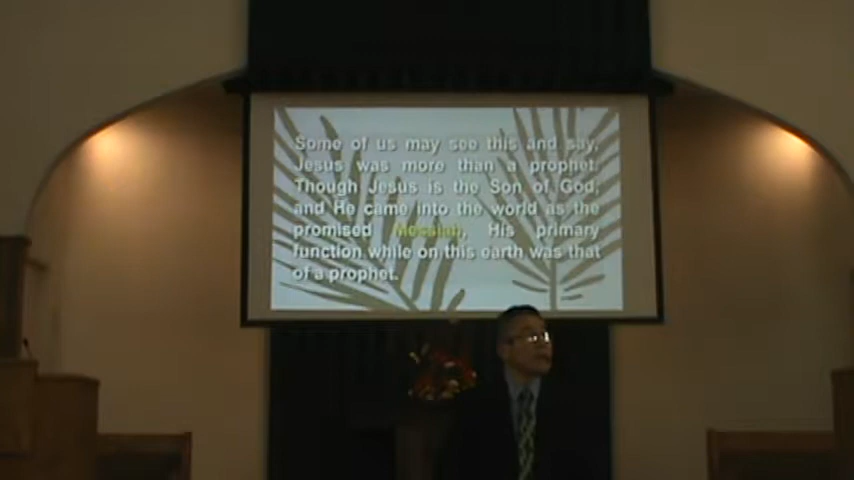 Some of us may see this and say,
Jesus was more than a prophet.
Though Jesus is the Son of God,
and He came into the world as the
promised Messiah, His primary
function while on this earth was that
of a prophet.